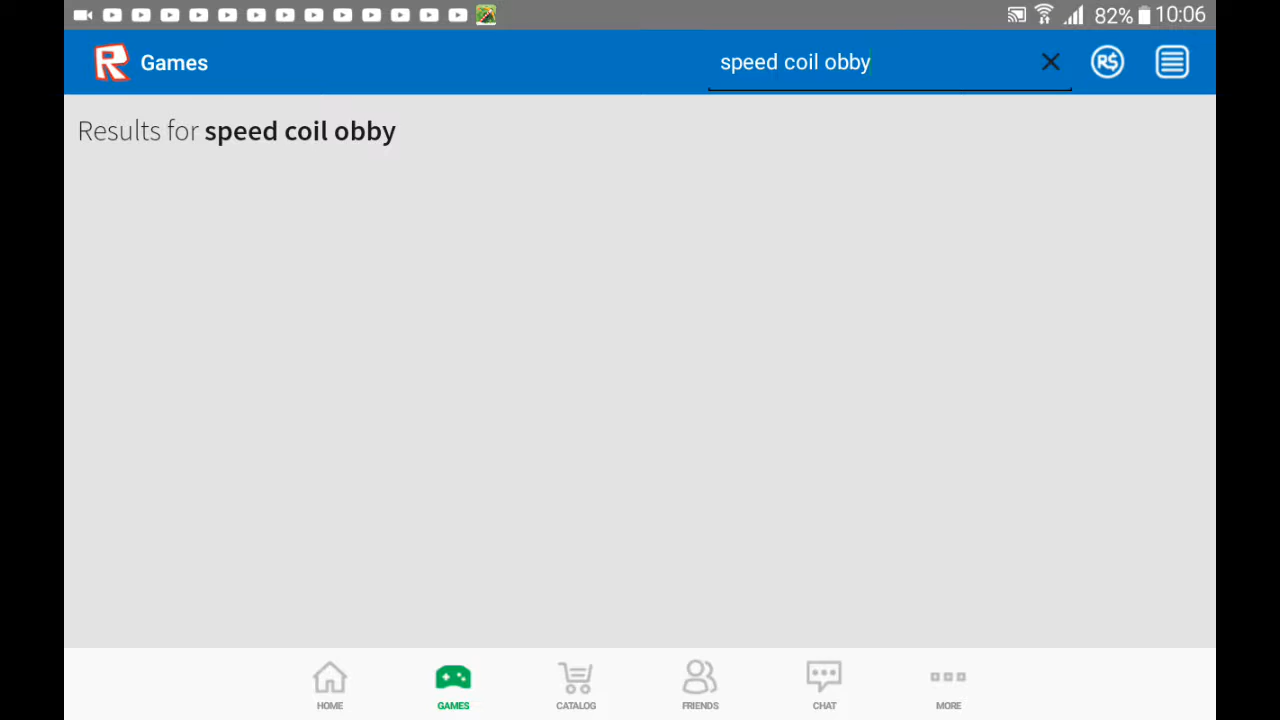 82% 10:06
R Games speed coil obby R$
Results for speed coil obby
HOME GAMES CATALOG FRIENDS CHAT MORE